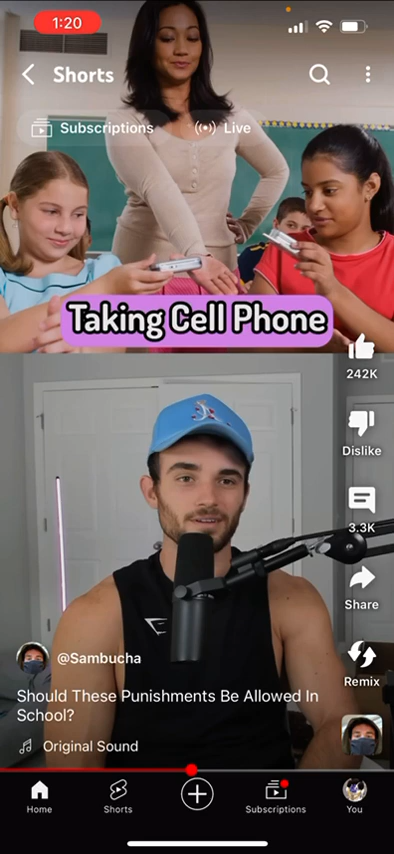 1:20
Shorts
Subscriptions
Live
Taking Cell Phone
242K
Dislike
3.3K
Share
@Sambucha
Should These Punishments Be Allowed In
School?
Remix
Original Sound
Home
Shorts
Subscriptions
You